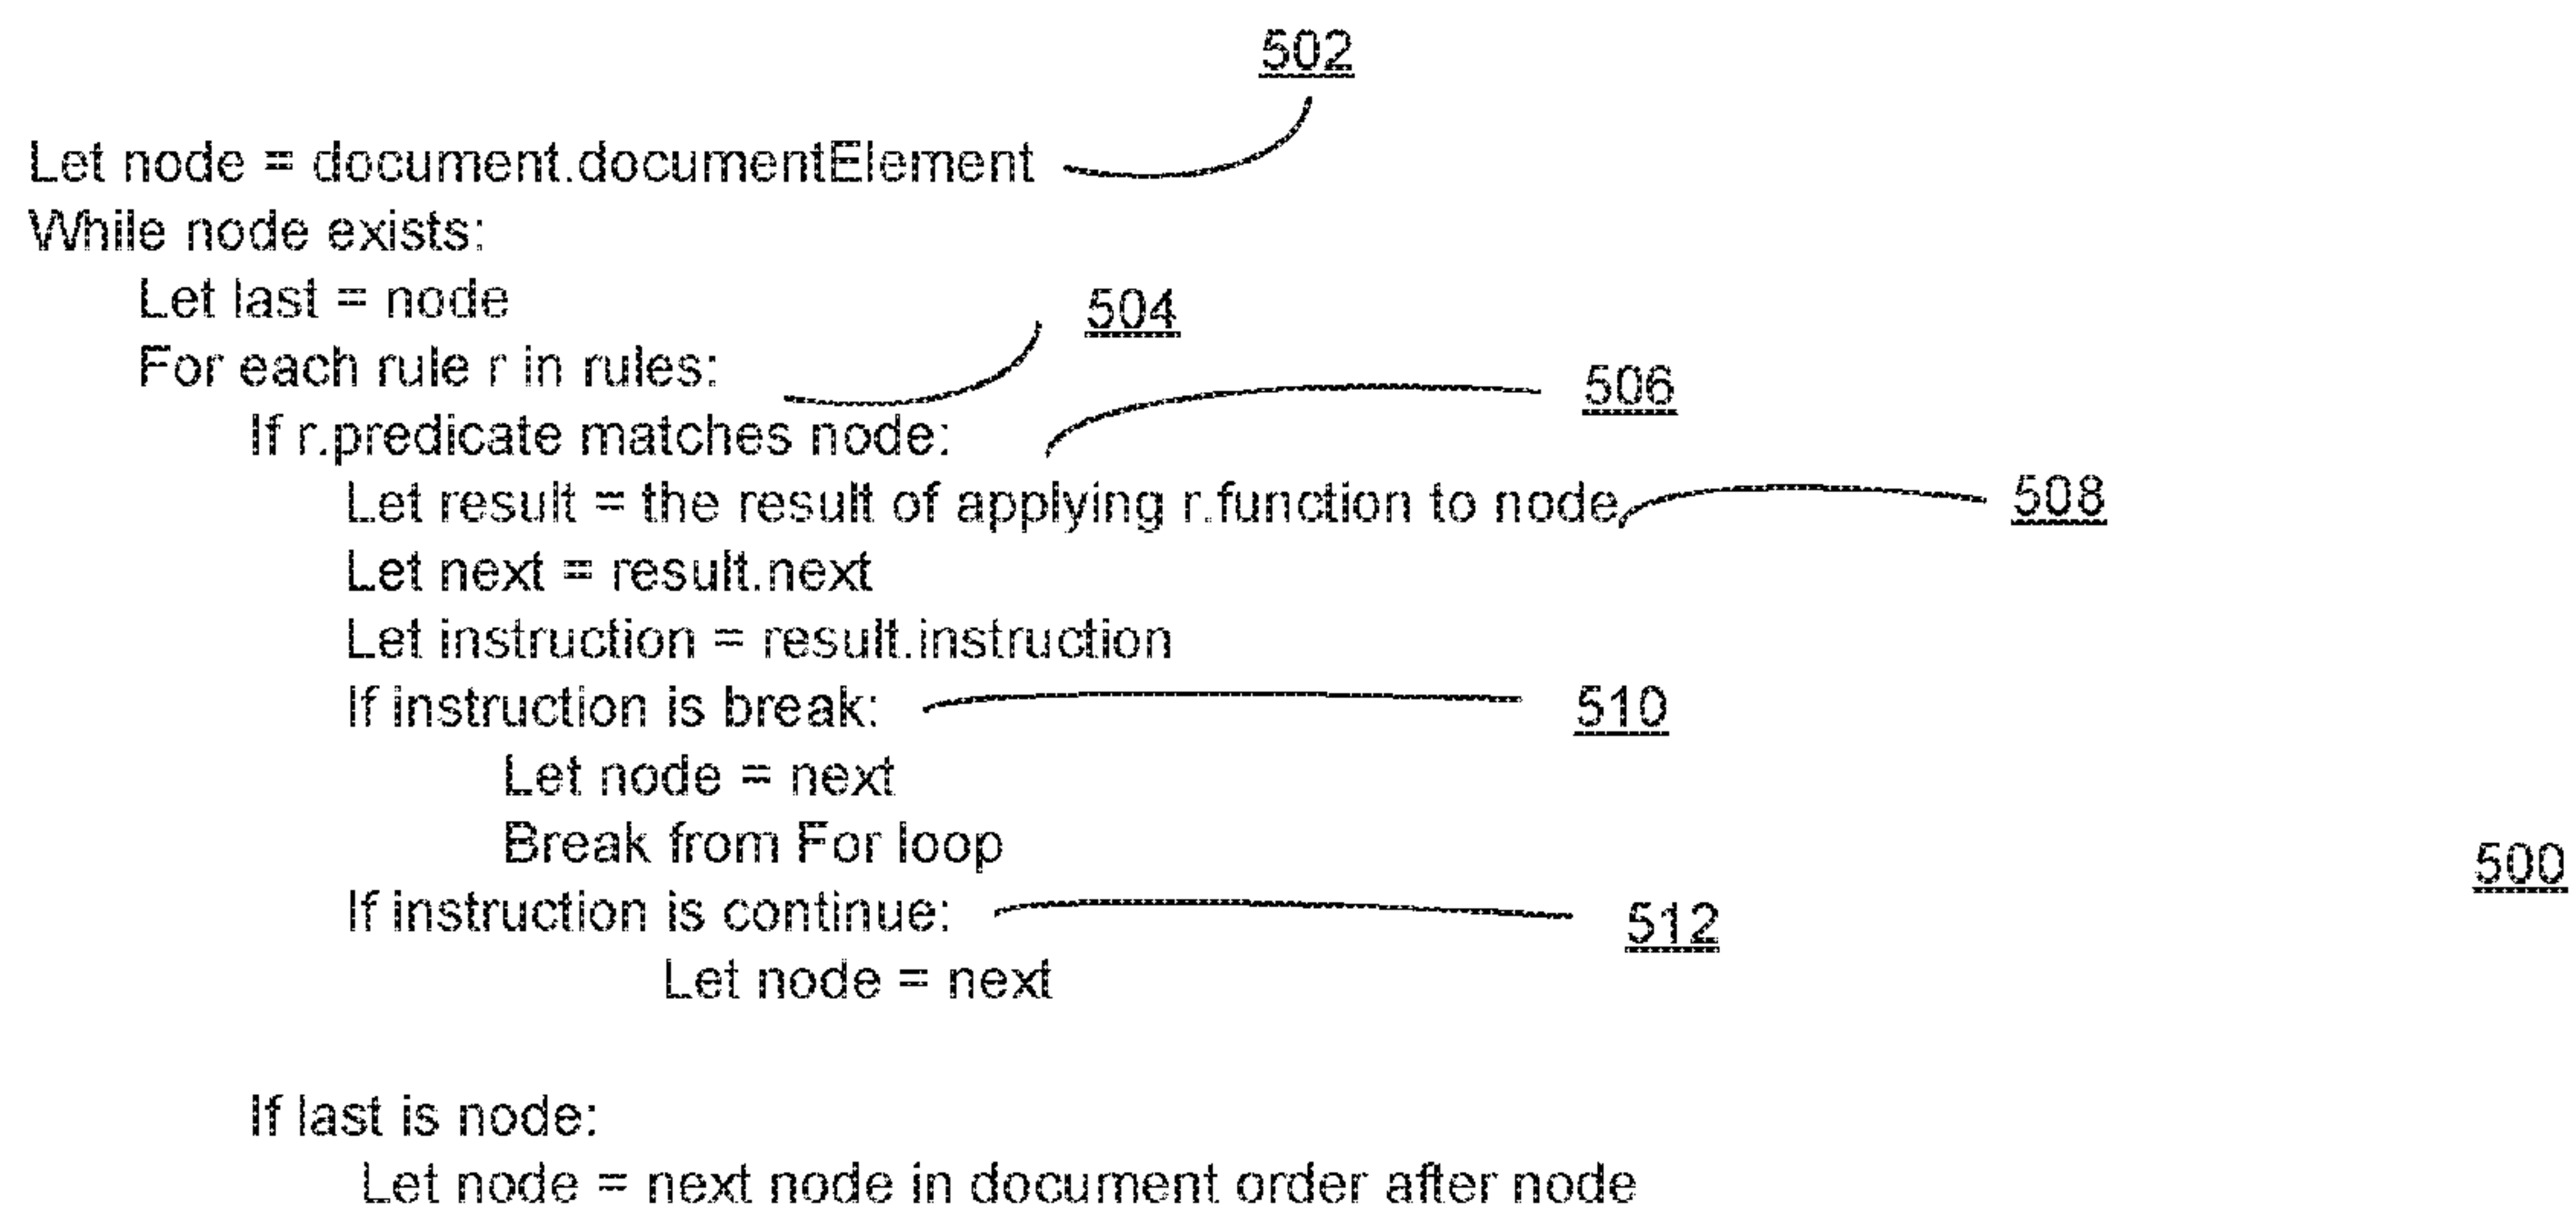 502
Let node = document.documentElement
While node exists:
Let last = node
504
For each rule r in rules:
506
If r.predicate matches node:
Let result = the result of applying r.function to node,
508
Let next = result.next
Let instruction = result.instruction
If instruction is break:
510
Let node = next
Break from For loop
500
If instruction is continue:
512
Let node = next
If last is node:
Let node = next node in document order after node